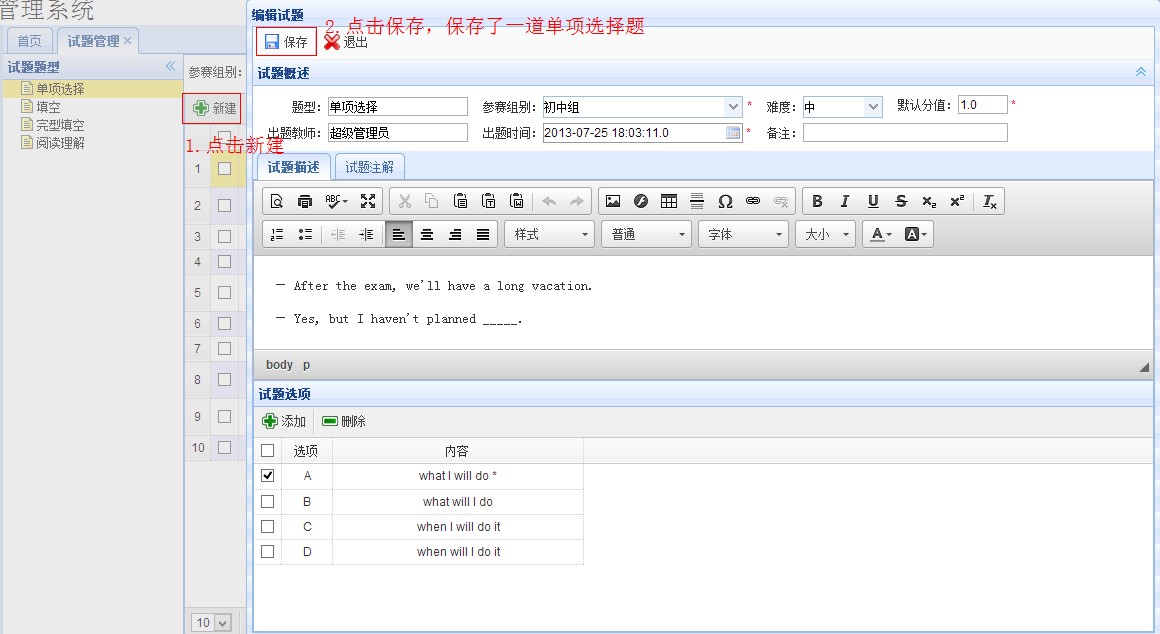 管理系统
首页
试题管理 ×
试题题型 «
单项选择
填空
完型填空
阅读理解
参赛组别:
新建
1.点击新建
1
2
3
4
5
6
7
8
9
10
10
编辑试题
保存 退出
2.点击保存，保存了一道单项选择题
试题概述
题型: 单项选择 参赛组别: 初中组 * 难度: 中 默认分值: 1.0 *
出题教师: 超级管理员 出题时间: 2013-07-25 18:03:11.0 * 备注:
试题描述 试题注解
ABC
B I U S x₂ x² Tx
样式 普通 字体 大小 A A
— After the exam, we'll have a long vacation.
— Yes, but I haven't planned _____.
body p
试题选项
添加 删除
选项 内容
A what I will do *
B what will I do
C when I will do it
D when will I do it